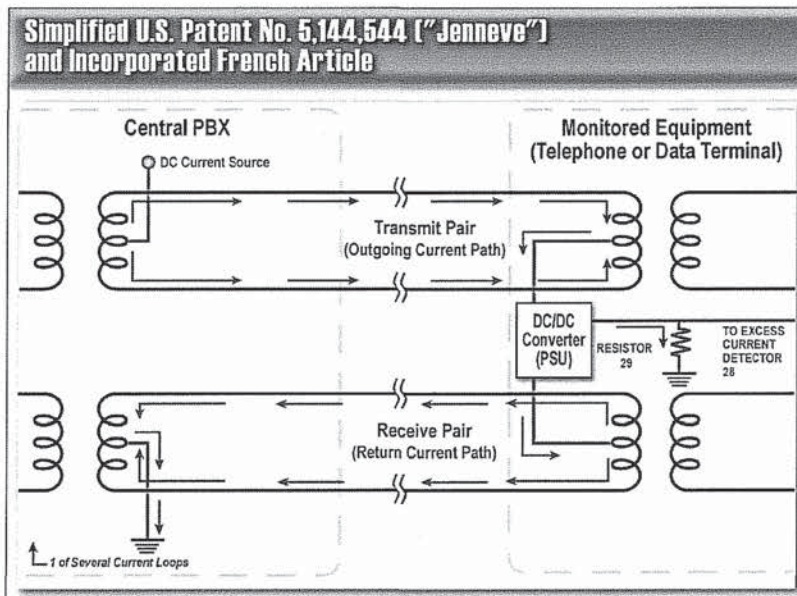 Simplified U.S. Patent No. 5,144,544 ("Jenneve")
and Incorporated French Article
Central PBX
DC Current Source
Monitored Equipment
(Telephone or Data Terminal)
Transmit Pair
(Outgoing Current Path)
DC/DC
Converter
(PSU)
RESISTOR
29
TO EXCESS
CURRENT
DETECTOR
28
Receive Pair
(Return Current Path)
1 of Several Current Loops